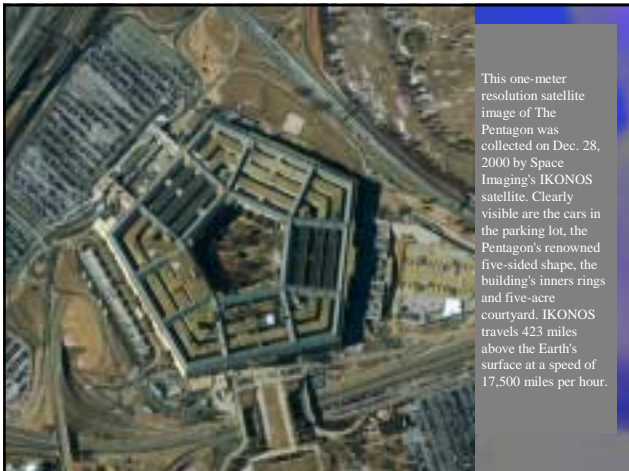 This one-meter
resolution satellite
image of The
Pentagon was
collected on Dec. 28,
2000 by Space
Imaging's IKONOS
satellite. Clearly
visible are the cars in
the parking lot, the
Pentagon's renowned
five-sided shape, the
building's inners rings
and five-acre
courtyard. IKONOS
travels 423 miles
above the Earth's
surface at a speed of
17,500 miles per hour.